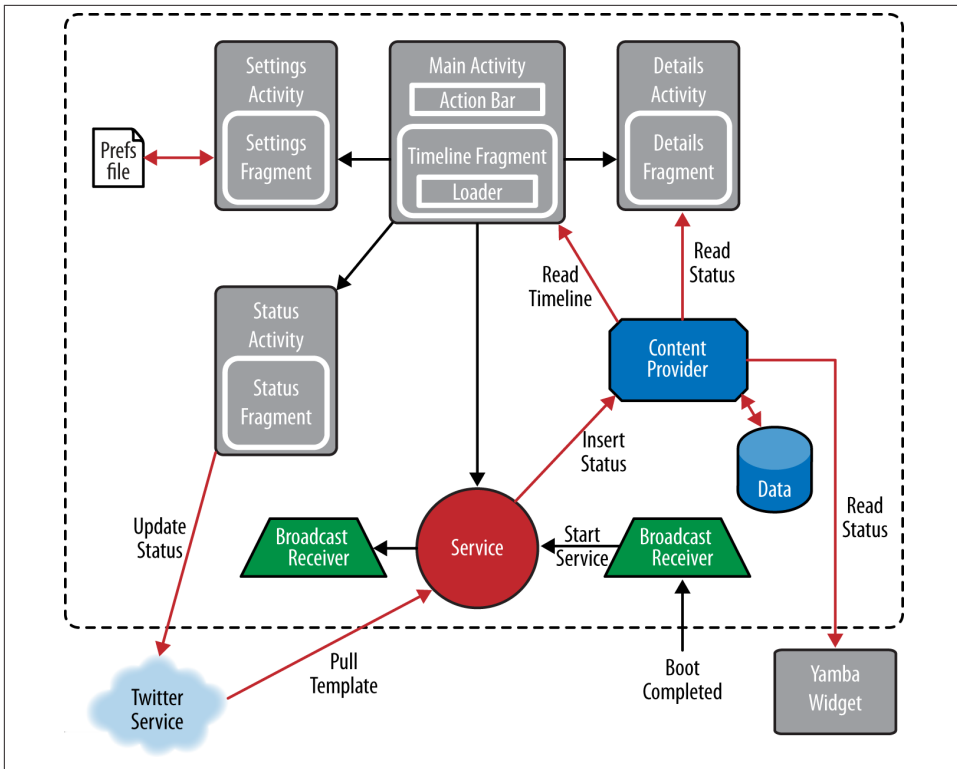 Settings
Activity
Settings
Fragment
Main Activity
Action Bar
Timeline Fragment
Loader
Details
Activity
Details
Fragment
Prefs
file
Read
Timeline
Read
Status
Status
Activity
Status
Fragment
Content
Provider
Insert
Status
Data
Update
Status
Broadcast
Receiver
Service
Start
Service
Broadcast
Receiver
Read
Status
Pull
Template
Boot
Completed
Twitter
Service
Yamba
Widget